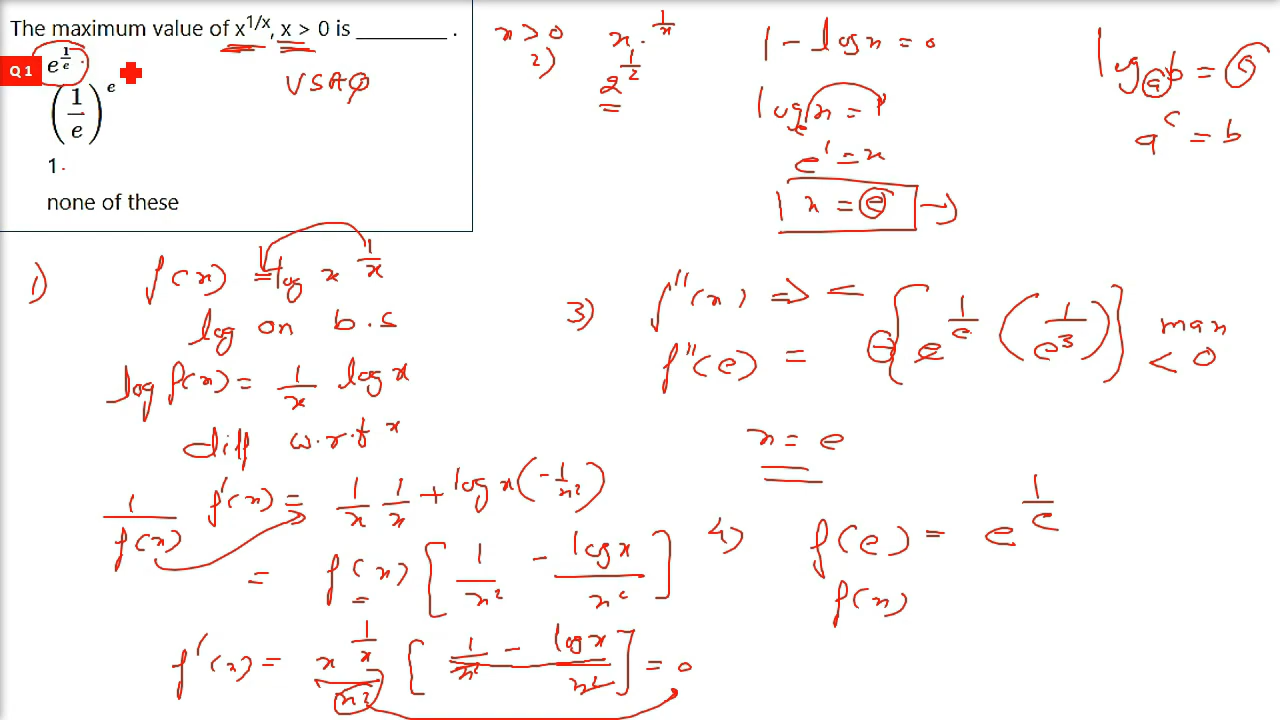 The maximum value of x^{1/x}, x > 0 is ________ .
Q 1
e^{1/e}
(1/e)^e
1
none of these
VSAQ
x > 0
2)
x^{1/x}
2^{1/2}
1 - log x = 0
log_e x = 1
e^1 = x
x = e →
log_a b = c
a^c = b
1)
f(x) = log x^{1/x}
log on b.s
log f(x) = 1/x log x
diff w.r.t x
1/f(x) f'(x) = 1/x 1/x + log x (-1/x²)
= f(x) [1/x² - log x/x²]
f'(x) = x^{1/x}/x² [1/x² - log x/x²] = 0
3)
f''(x) ⇒ -
f''(e) = -{e^{1/e} (1/e³)} max < 0
x = e
4)
f(e) = e^{1/e}
f(x)